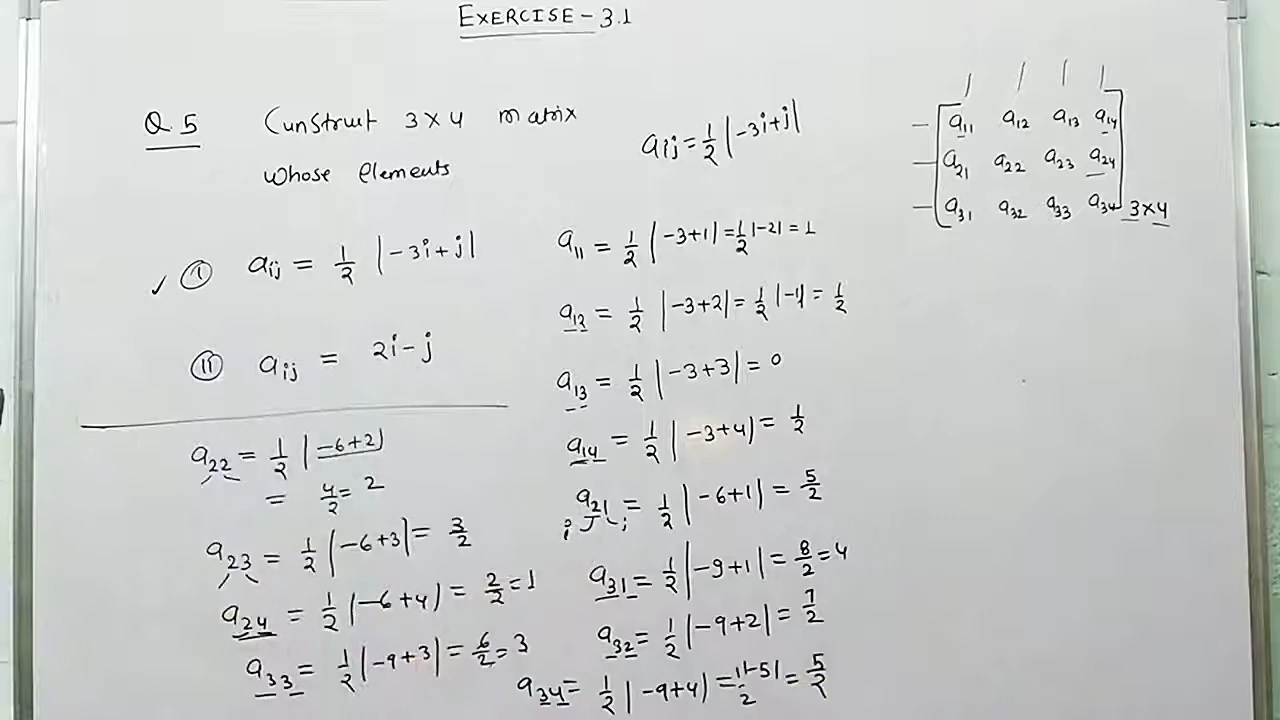 EXERCISE - 3.1
Q.5 Cunstruct 3×4 matrix
whose elements
✓ (I) aij = 1/2 |-3i+j|
(II) aij = 2i-j
aij = 1/2 |-3i+j|
a11 = 1/2 |-3+1| = 1/2 |-2| = 1
a12 = 1/2 |-3+2| = 1/2 |-1| = 1/2
a13 = 1/2 |-3+3| = 0
a14 = 1/2 |-3+4| = 1/2
a21 = 1/2 |-6+1| = 5/2
a31 = 1/2 |-9+1| = 8/2 = 4
a32 = 1/2 |-9+2| = 7/2
a34 = 1/2 |-9+4| = |-5|/2 = 5/2
a22 = 1/2 |-6+2|
= 4/2 = 2
a23 = 1/2 |-6+3| = 3/2
a24 = 1/2 |-6+4| = 2/2 = 1
a33 = 1/2 |-9+3| = 6/2 = 3
a11 a12 a13 a14
a21 a22 a23 a24
a31 a32 a33 a34 3×4